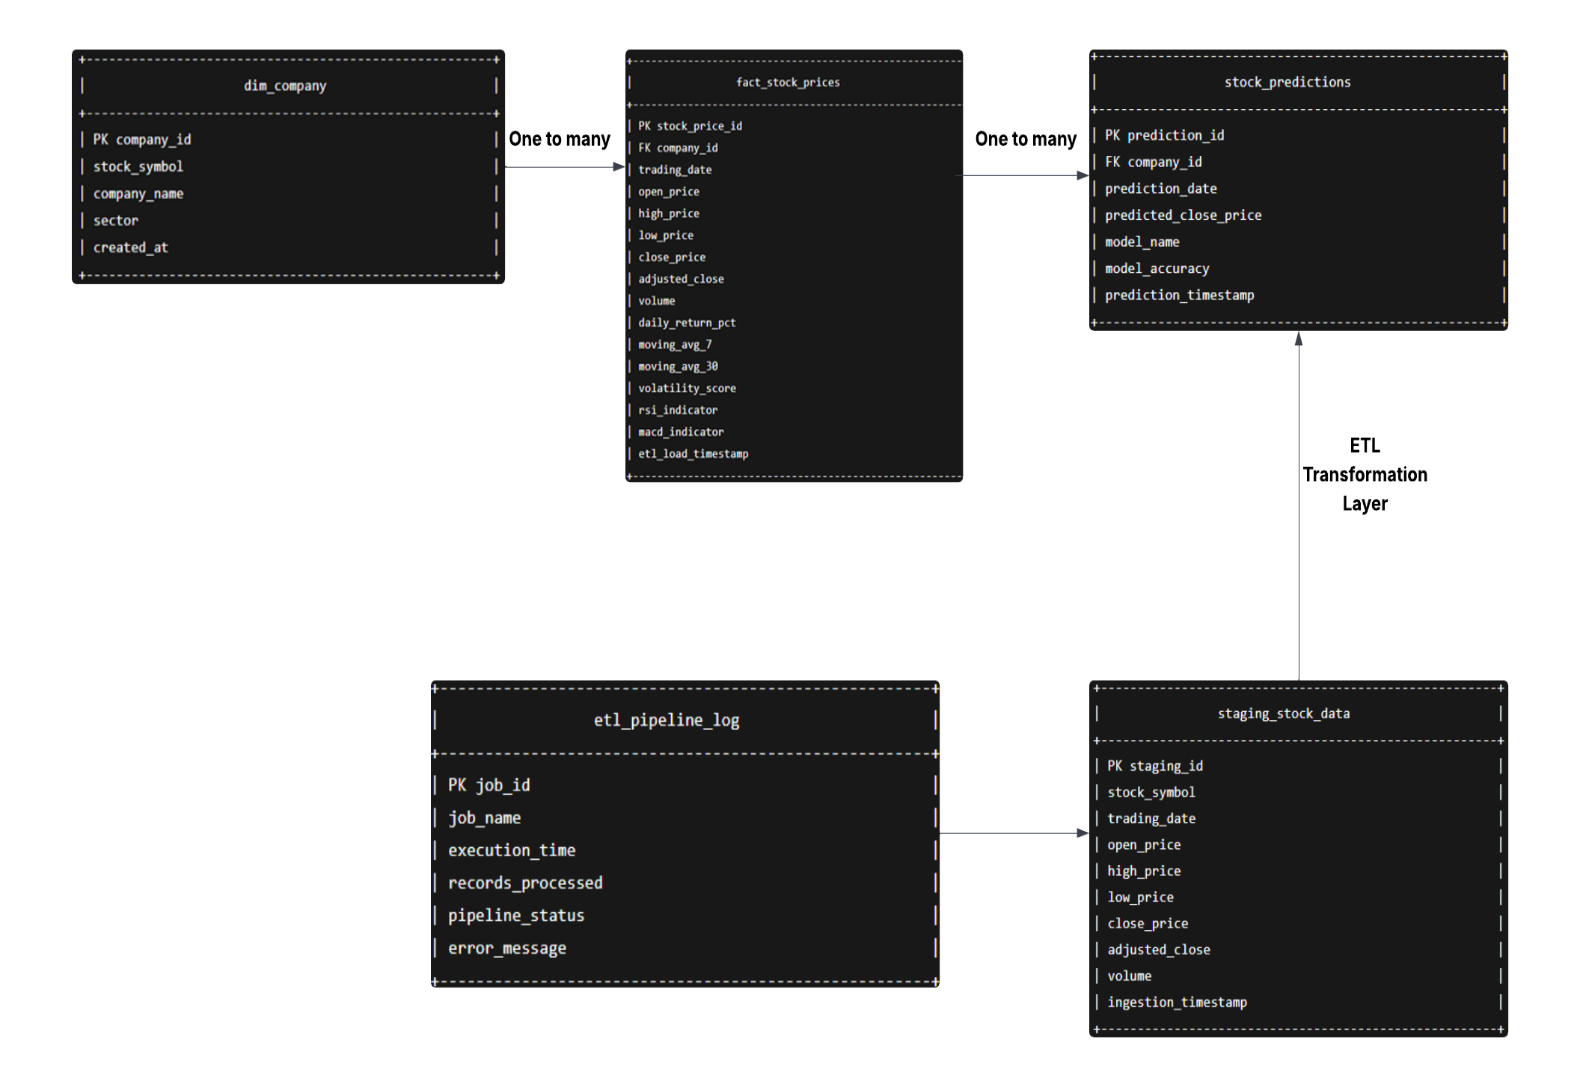 dim_company
PK company_id
stock_symbol
company_name
sector
created_at
One to many
fact_stock_prices
PK stock_price_id
FK company_id
trading_date
open_price
high_price
low_price
close_price
adjusted_close
volume
daily_return_pct
moving_avg_7
moving_avg_30
volatility_score
rsi_indicator
macd_indicator
etl_load_timestamp
One to many
stock_predictions
PK prediction_id
FK company_id
prediction_date
predicted_close_price
model_name
model_accuracy
prediction_timestamp
ETL
Transformation
Layer
etl_pipeline_log
PK job_id
job_name
execution_time
records_processed
pipeline_status
error_message
staging_stock_data
PK staging_id
stock_symbol
trading_date
open_price
high_price
low_price
close_price
adjusted_close
volume
ingestion_timestamp